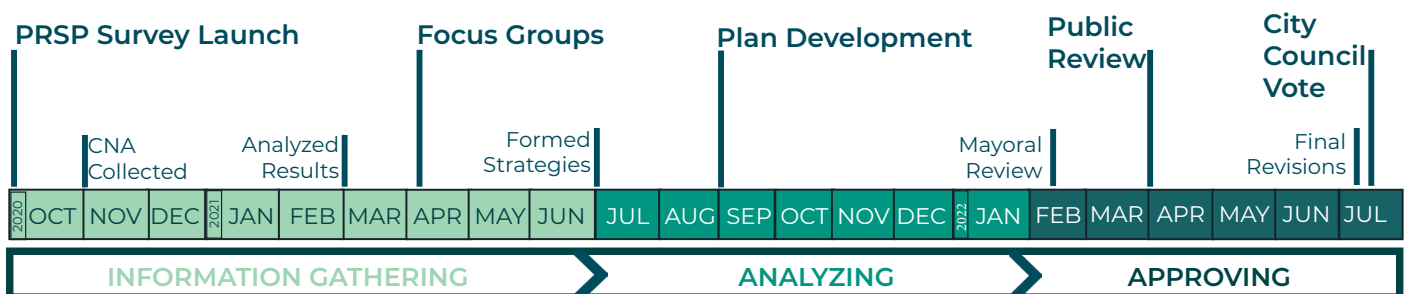 PRSP Survey Launch
Focus Groups
Plan Development
Public
Review
City
Council
Vote
CNA
Collected
Analyzed
Results
Formed
Strategies
Mayoral
Review
Final
Revisions
2020 OCT NOV DEC 2021 JAN FEB MAR APR MAY JUN JUL AUG SEP OCT NOV DEC 2022 JAN FEB MAR APR MAY JUN JUL
INFORMATION GATHERING ANALYZING APPROVING